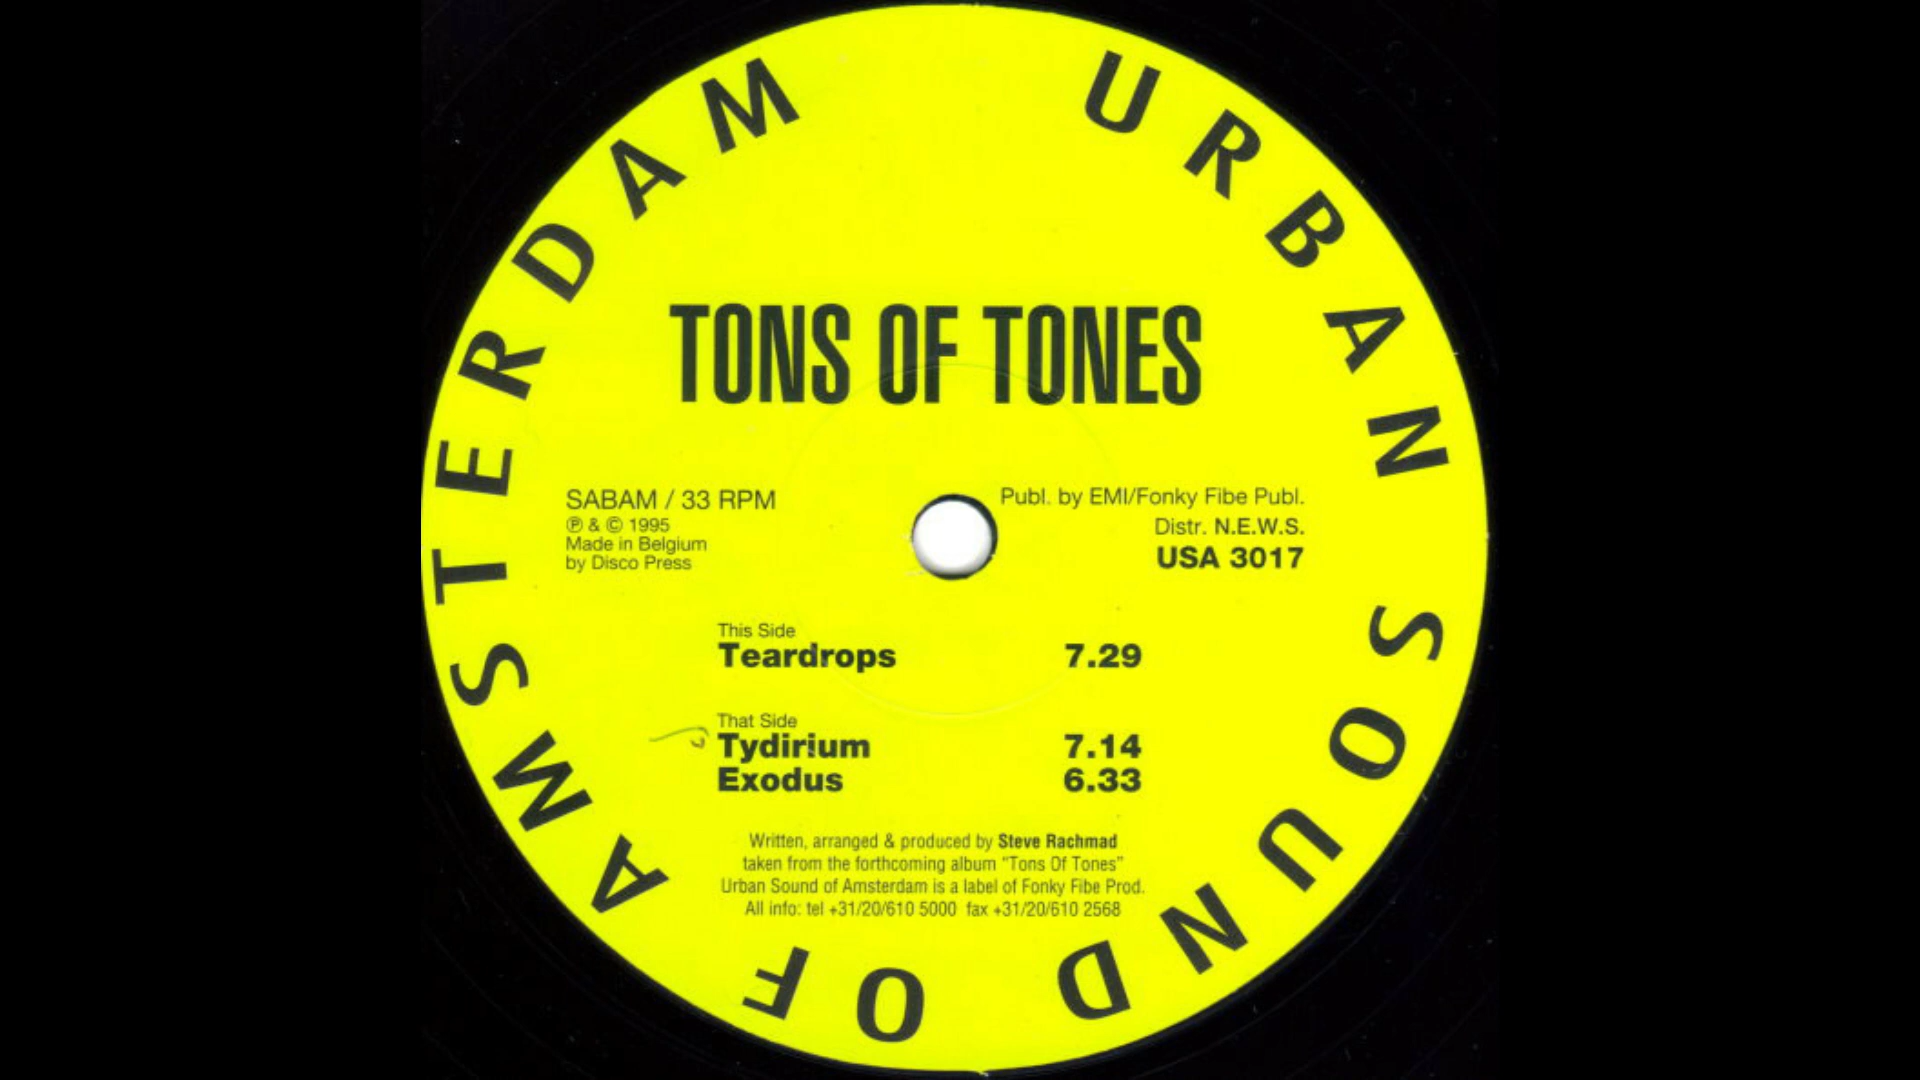 URBAN SOUND OF AMSTERDAM
TONS OF TONES
SABAM / 33 RPM
℗ & © 1995
Made in Belgium
by Disco Press
Publ. by EMI/Fonky Fibe Publ.
Distr. N.E.W.S.
USA 3017
This Side
Teardrops 7.29
That Side
Tydirium 7.14
Exodus 6.33
Written, arranged & produced by Steve Rachmad
taken from the forthcoming album “Tons Of Tones”
Urban Sound of Amsterdam is a label of Fonky Fibe Prod.
All info: tel +31/20/610 5000 fax +31/20/610 2568